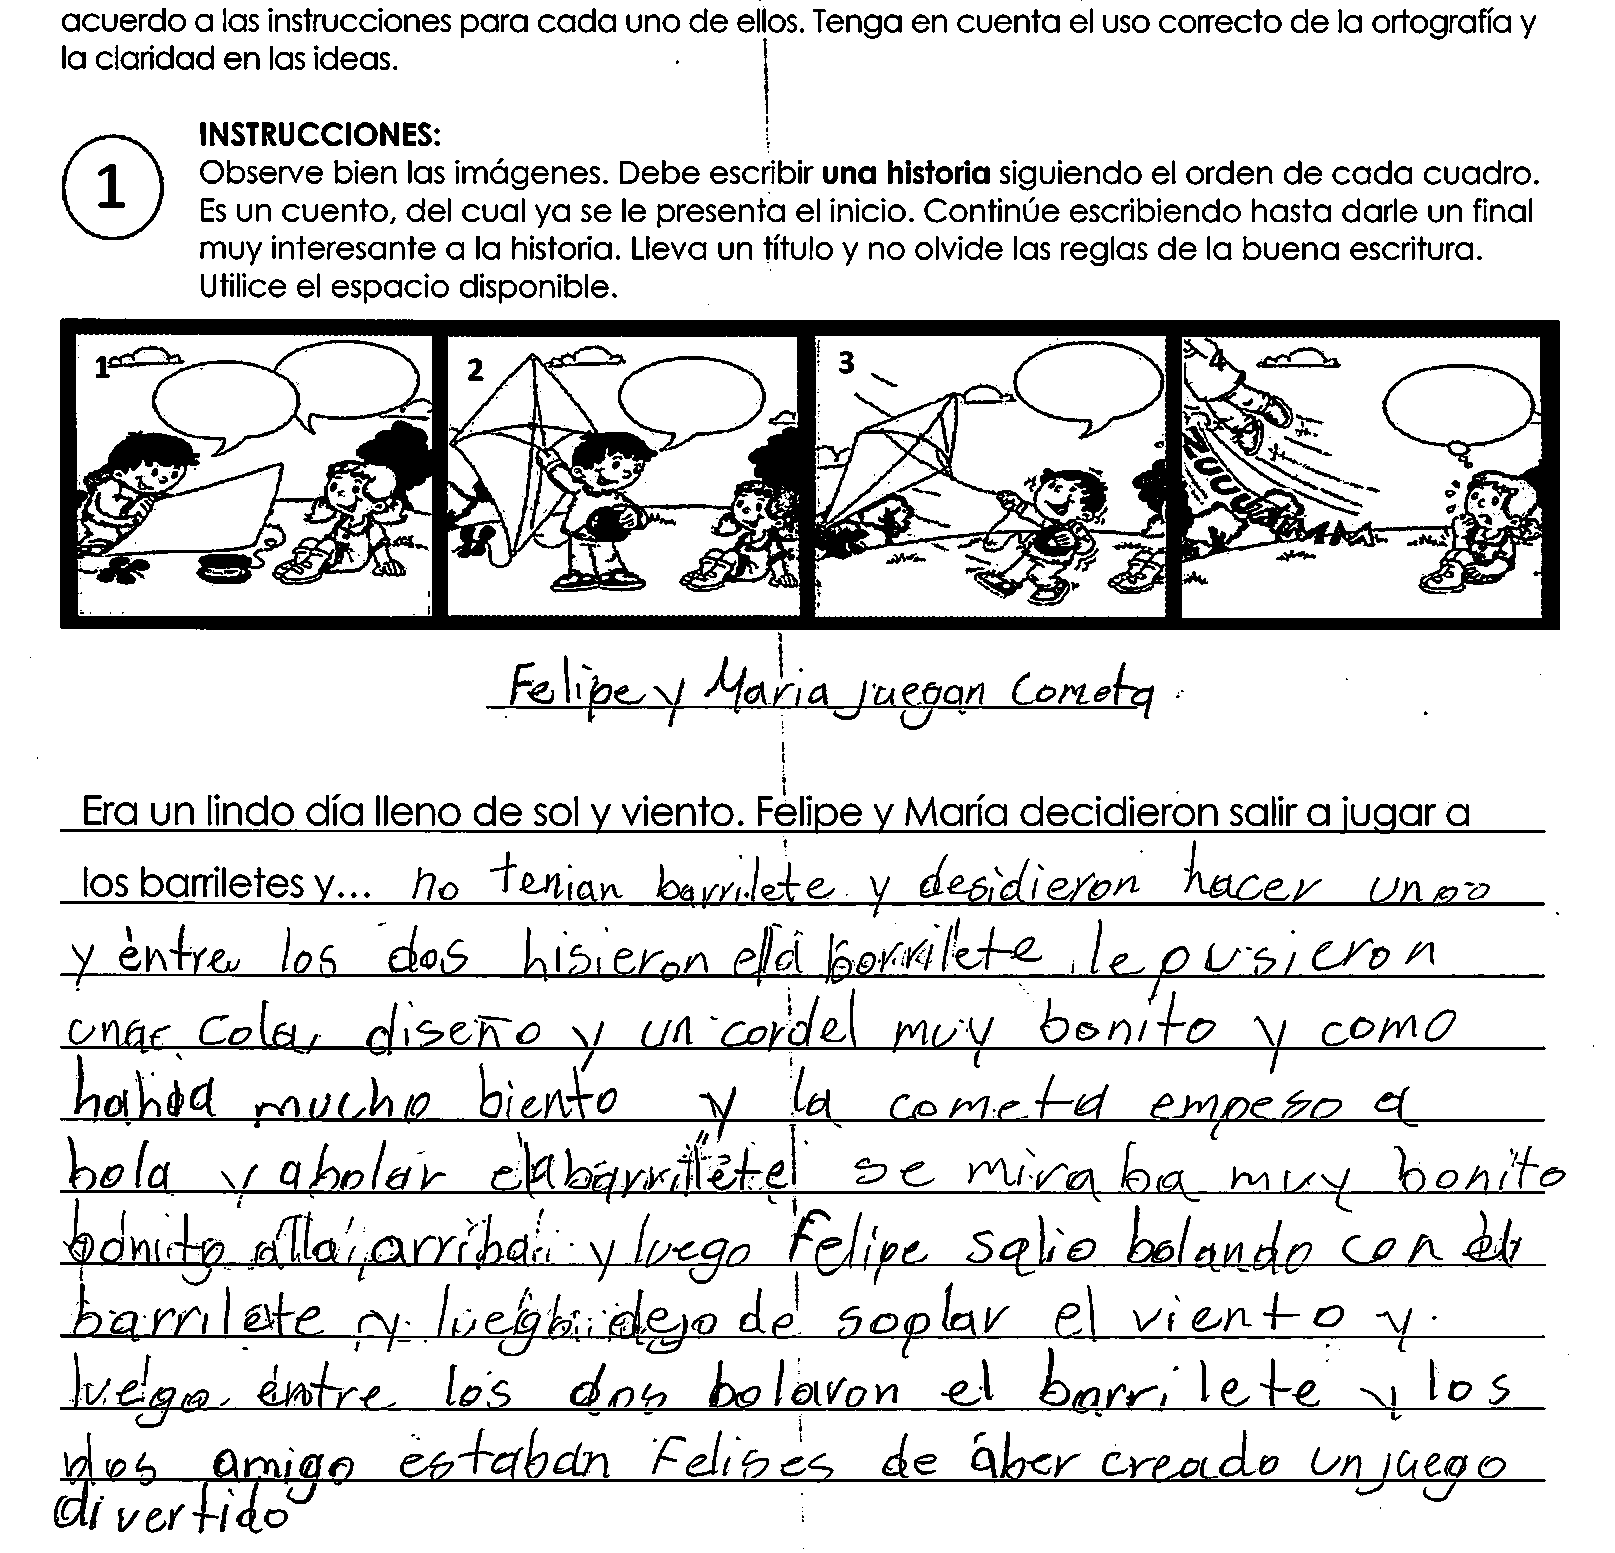 acuerdo a las instrucciones para cada uno de ellos. Tenga en cuenta el uso correcto de la ortografía y
la claridad en las ideas.
1
INSTRUCCIONES:
Observe bien las imágenes. Debe escribir una historia siguiendo el orden de cada cuadro.
Es un cuento, del cual ya se le presenta el inicio. Continúe escribiendo hasta darle un final
muy interesante a la historia. Lleva un título y no olvide las reglas de la buena escritura.
Utilice el espacio disponible.
1 2 3 4
Felipe y Maria juegan Cometa
Era un lindo día lleno de sol y viento. Felipe y María decidieron salir a jugar a
los barriletes y... no tenian barrilete y desidieron hacer uno
y entre los dos hisieron el barrilete le pusieron
una cola, diseño y un cordel muy bonito y como
habia mucho biento y la cometa empeso a
bola y abolar el barrilete se miraba muy bonito
bonito alla arriba y luego Felipe salio bolando con el
barrilete y luego dejo de soplar el viento y
luego entre los dos bolaron el barrilete y los
dos amigo estaban Felises de aber creado un juego
divertido